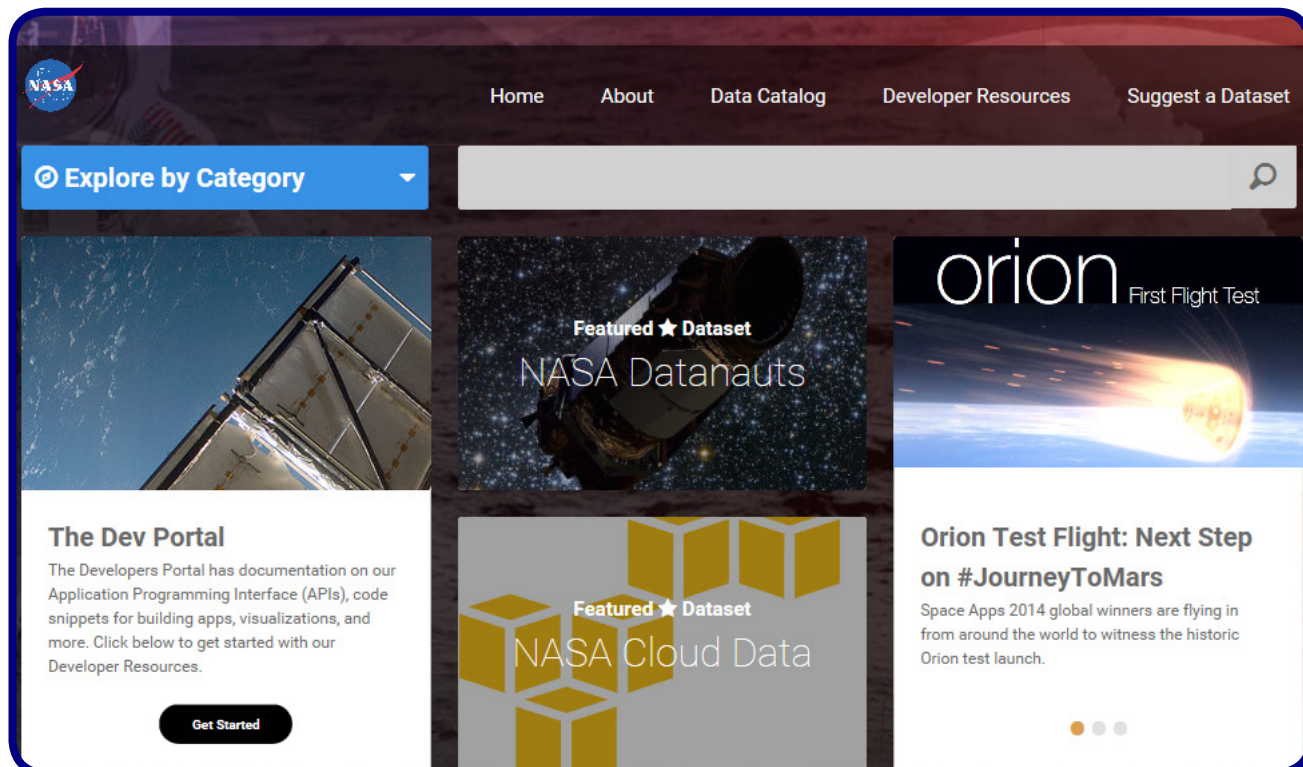 NASA
Home About Data Catalog Developer Resources Suggest a Dataset
Explore by Category
Featured Dataset
NASA Datanauts
orion First Flight Test
The Dev Portal
The Developers Portal has documentation on our
Application Programming Interface (APIs), code
snippets for building apps, visualizations, and
more. Click below to get started with our
Developer Resources.
Get Started
Featured Dataset
NASA Cloud Data
Orion Test Flight: Next Step
on #JourneyToMars
Space Apps 2014 global winners are flying in
from around the world to witness the historic
Orion test launch.